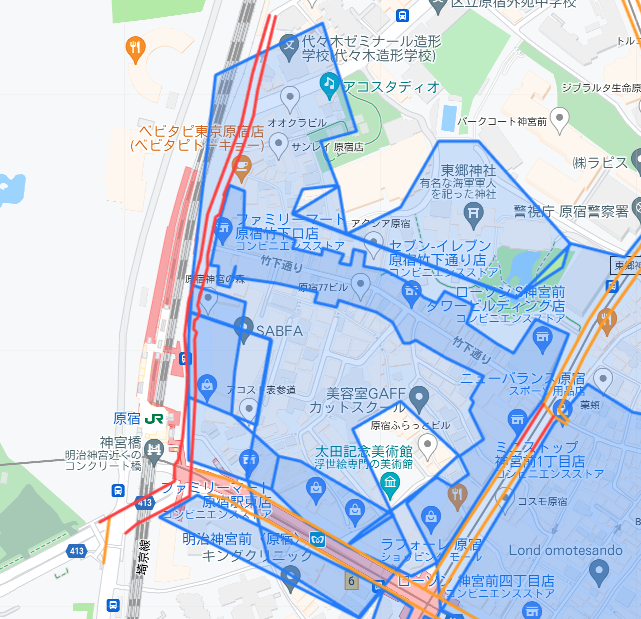 区立原宿外苑中学校
代々木ゼミナール造形
学校(代々木造形学校)
トル
アコスタディオ
ジブラルタ生命原
オオクラビル
パークコート神宮前
ベビタピ東京原宿店
(ベビタピトーキョー)
サンレイ 原宿店
㈱ラピス
東郷神社
有名な海軍軍人
を祀った神社
警視庁 原宿警察署
ファミリーマート
原宿竹下口店
コンビニエンスストア
アクシア原宿
セブン-イレブン
原宿竹下通り店
コンビニエンスストア
竹下通り
東郷神
原宿神宮の森
原宿77ビル
ローソンS神宮前
タワービルディング店
コンビニエンスストア
SABFA
竹下通り
アコスト表参道
美容室GAFF
カットスクール
ニューバランス原宿
スポーツ用品店
原宿
JR
原宿ふらっとビル
菓頻
神宮橋
明治神宮近くの
コンクリート橋
太田記念美術館
浮世絵専門の美術館
ミニストップ
神宮前1丁目店
コンビニエンスストア
ファミリーマート
原宿駅東店
コンビニエンスストア
コスモ原宿
413
413
埼京線
明治神宮前〈原宿〉
キングクリニック
ラフォーレ原宿
ショッピングモール
Lond omotesando
6
ローソン 神宮前四丁目店
コンビニエンスストア